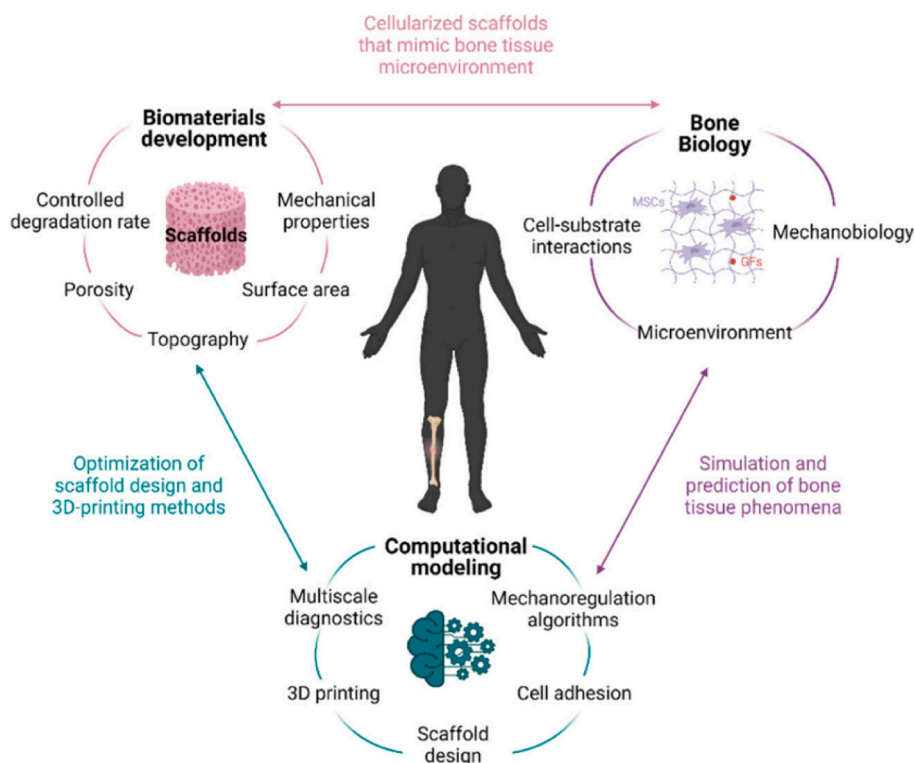 Cellularized scaffolds
that mimic bone tissue
microenvironment
Biomaterials
development
Controlled
degradation rate
Mechanical
properties
Scaffolds
Porosity
Surface area
Topography
Bone
Biology
MSCs
GFs
Cell-substrate
interactions
Mechanobiology
Microenvironment
Optimization of
scaffold design and
3D-printing methods
Simulation and
prediction of bone
tissue phenomena
Computational
modeling
Multiscale
diagnostics
Mechanoregulation
algorithms
3D printing
Cell adhesion
Scaffold
design